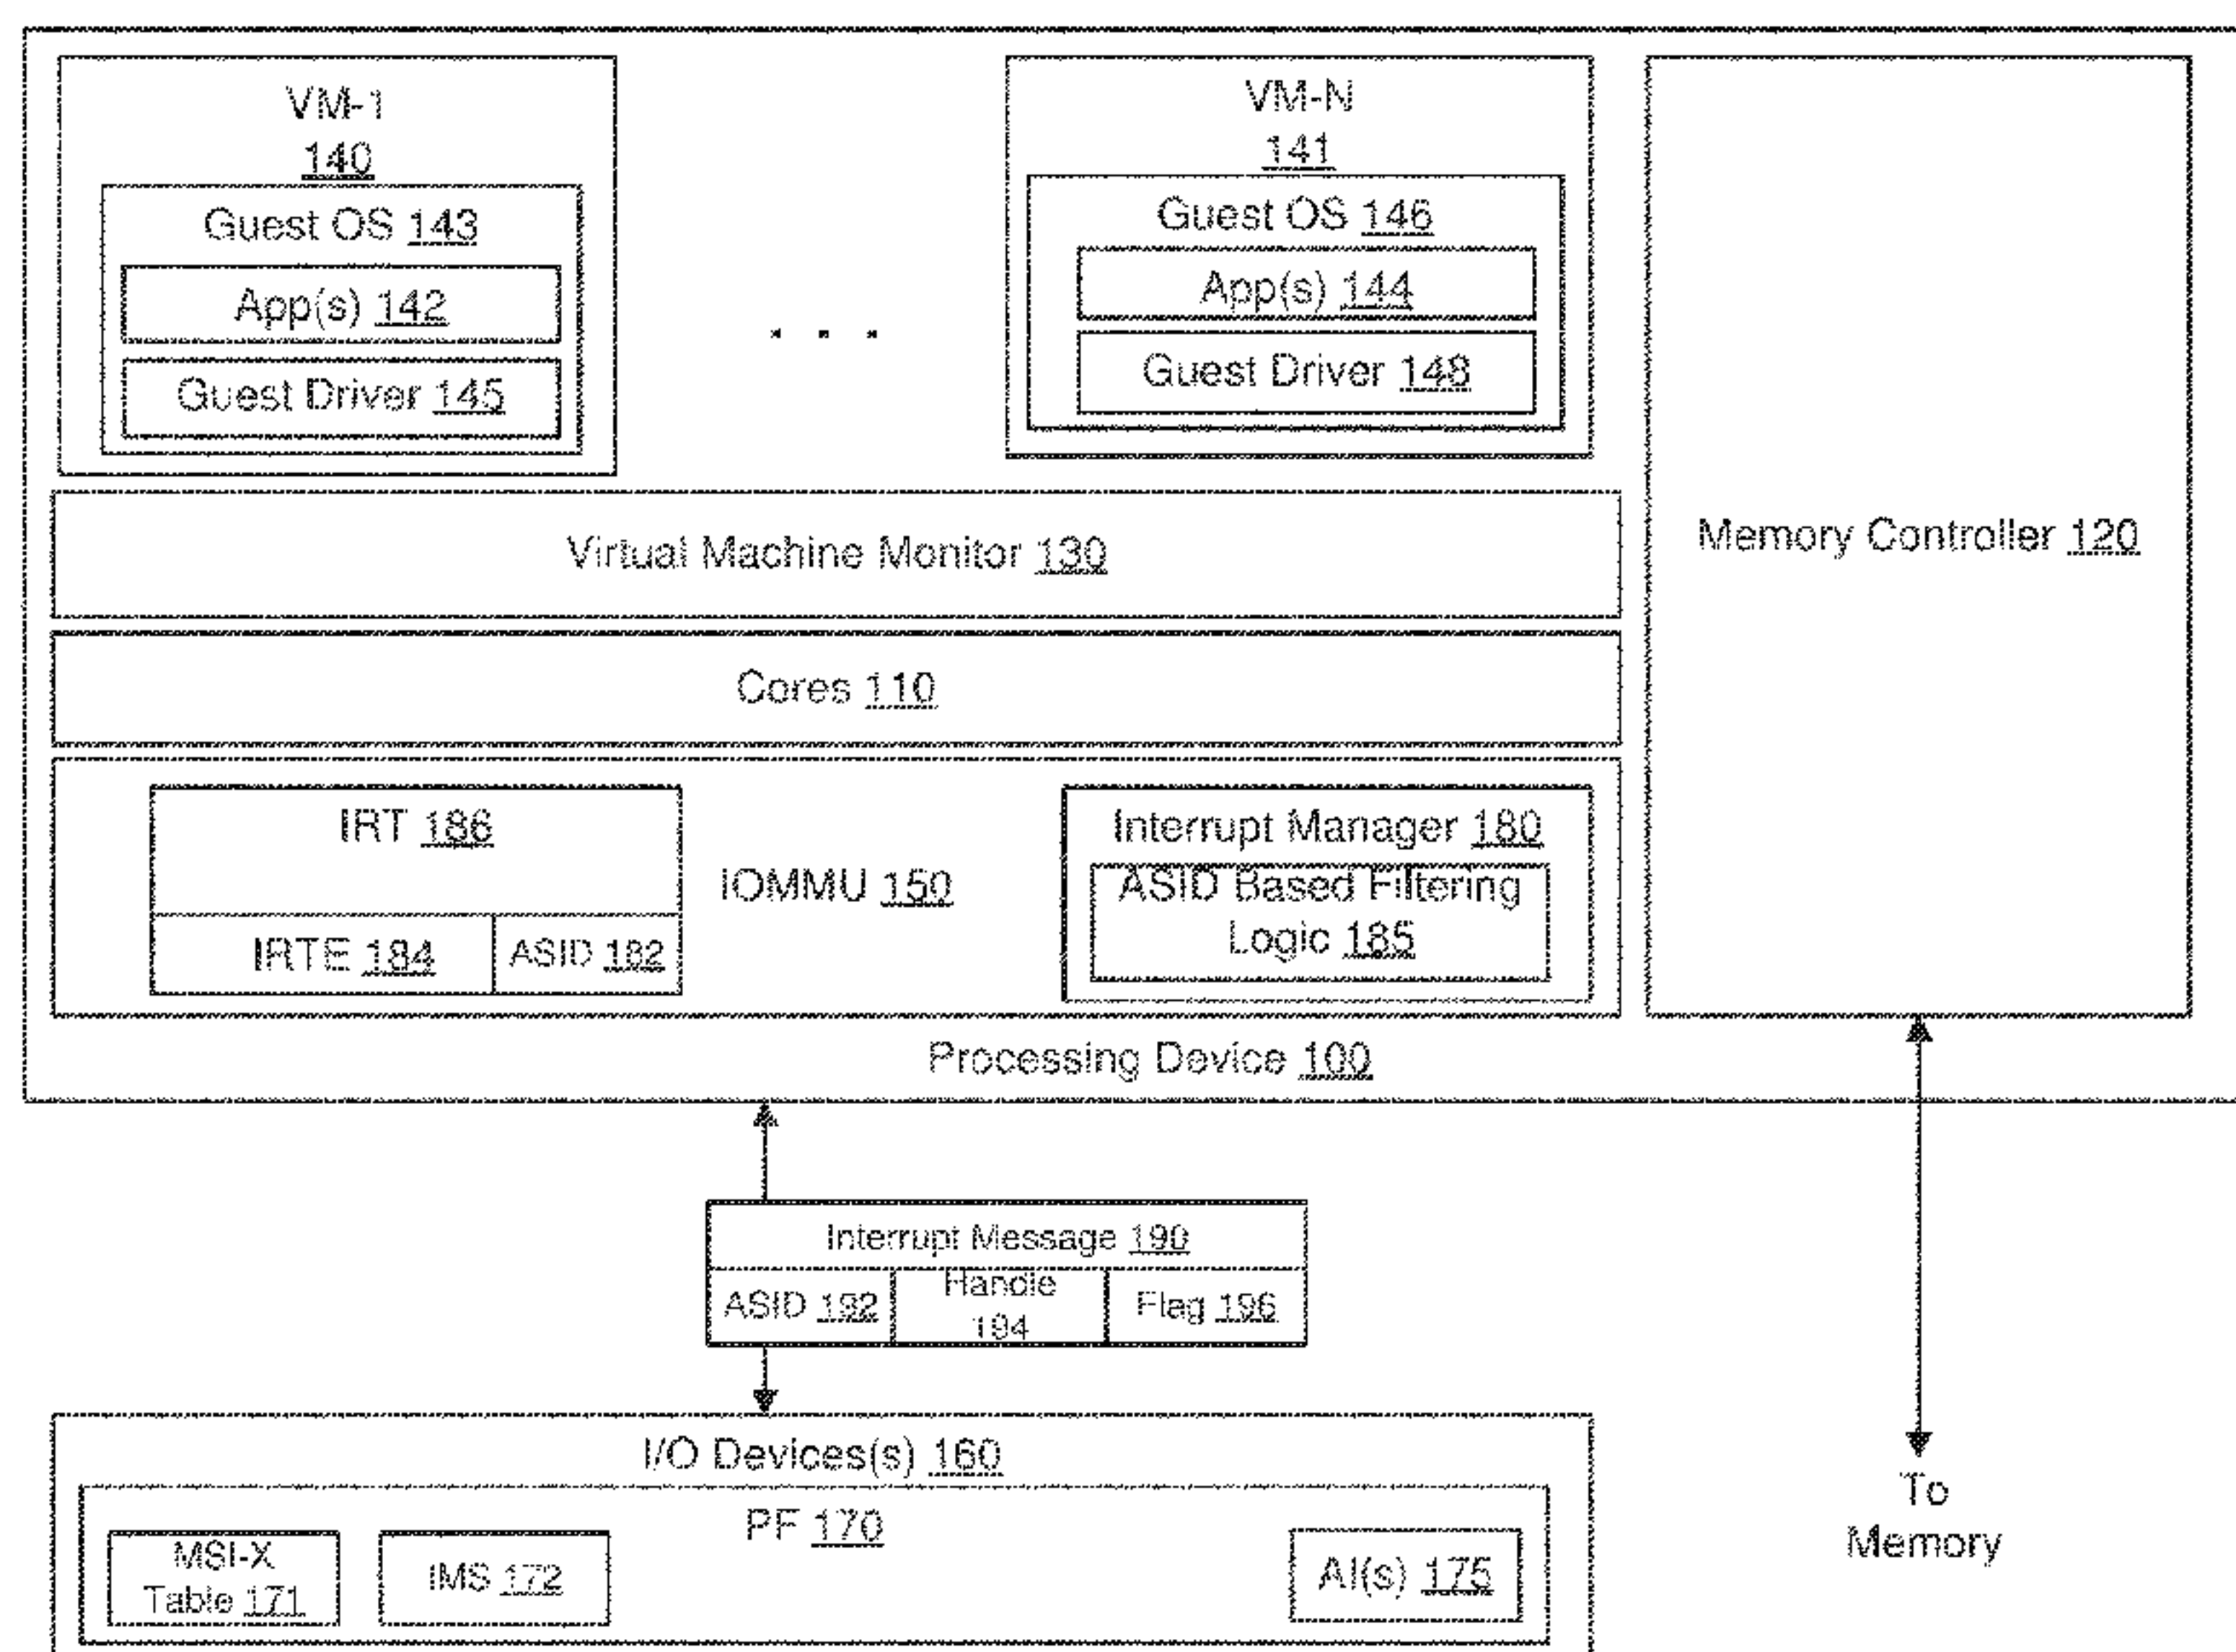 VM-1
140
Guest OS 143
App(s) 142
Guest Driver 145
. . .
VM-N
141
Guest OS 146
App(s) 144
Guest Driver 148
Memory Controller 120
Virtual Machine Monitor 130
Cores 110
IRT 186
IRTE 184
ASID 182
IOMMU 150
Interrupt Manager 180
ASID Based Filtering
Logic 185
Processing Device 100
Interrupt Message 190
ASID 192
Handle
194
Flag 196
I/O Devices(s) 160
PF 170
MSI-X
Table 171
IMS 172
AI(s) 175
To
Memory